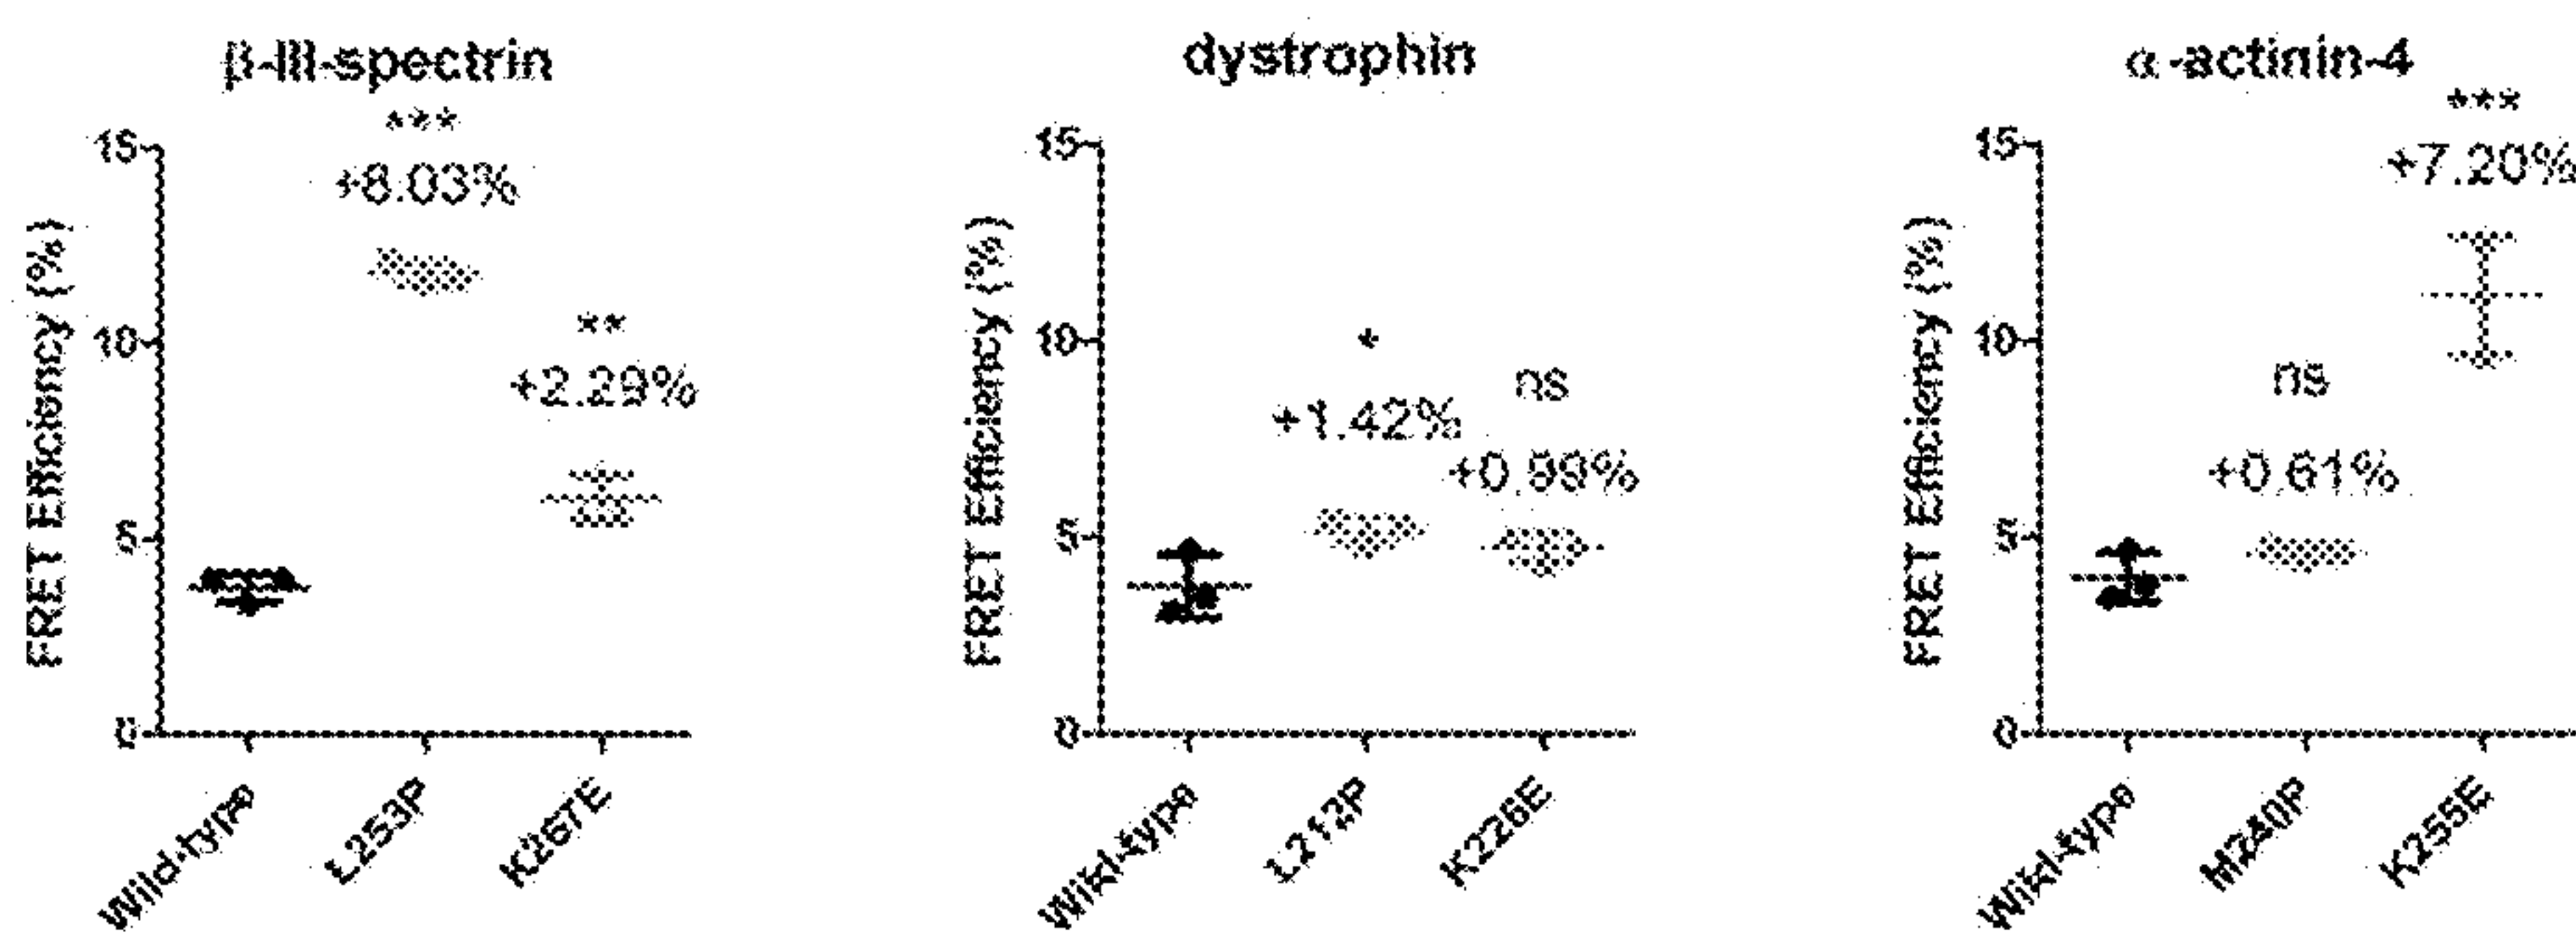 β-III-spectrin
***
+8.03%
**
+2.29%
15
10
5
0
FRET Efficiency (%)
Wild-type
L253P
K267E
dystrophin
*
+1.42%
ns
+0.99%
15
10
5
0
FRET Efficiency (%)
Wild-type
L212P
K226E
α-actinin-4
***
+7.20%
ns
+0.61%
15
10
5
0
FRET Efficiency (%)
Wild-type
M240P
K255E